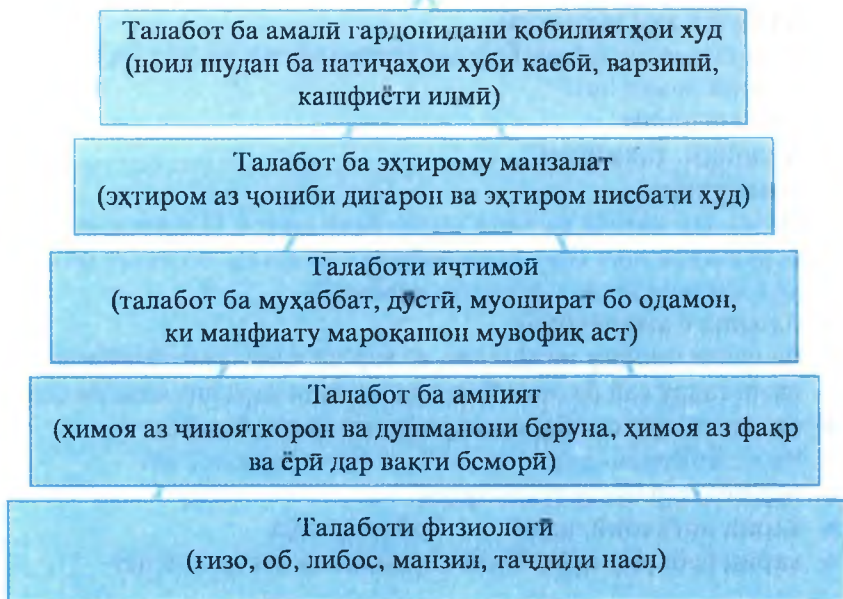 Талабот ба амалӣ гардонидани қобилиятҳои худ
(ноил шудан ба натиҷаҳои хуби касбӣ, варзишӣ,
кашфиёти илмӣ)
Талабот ба эҳтирому манзалат
(эҳтиром аз ҷониби дигарон ва эҳтиром нисбати худ)
Талаботи иҷтимоӣ
(талабот ба муҳаббат, дӯстӣ, муошират бо одамон,
ки манфиату мароқашон мувофиқ аст)
Талабот ба амният
(ҳимоя аз ҷинояткорон ва душманони беруна, ҳимоя аз фақр
ва ёрӣ дар вақти беморӣ)
Талаботи физиологӣ
(ғизо, об, либос, манзил, таҷдиди насл)